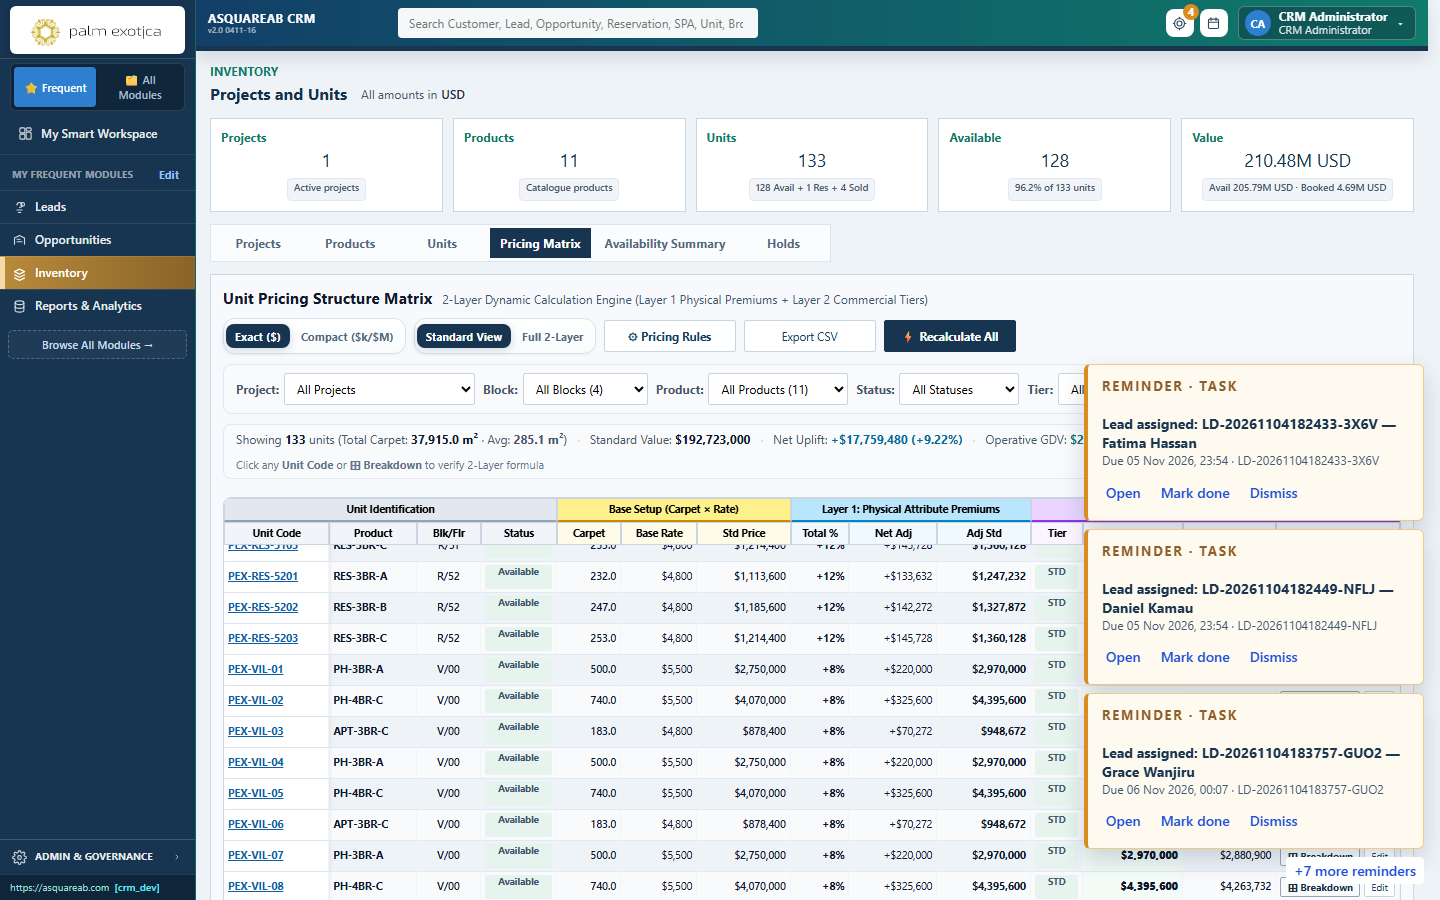 palm exotica
Frequent
All Modules
My Smart Workspace
MY FREQUENT MODULES Edit
Leads
Opportunities
Inventory
Reports & Analytics
Browse All Modules →
ADMIN & GOVERNANCE ›
https://asquareab.com [crm_dev]
ASQUAREAB CRM
v2.0 0411-16
Search Customer, Lead, Opportunity, Reservation, SPA, Unit, Brc
4
CA
CRM Administrator
CRM Administrator
INVENTORY
Projects and Units All amounts in USD
Projects
1
Active projects
Products
11
Catalogue products
Units
133
128 Avail + 1 Res + 4 Sold
Available
128
96.2% of 133 units
Value
210.48M USD
Avail 205.79M USD · Booked 4.69M USD
Projects Products Units Pricing Matrix Availability Summary Holds
Unit Pricing Structure Matrix 2-Layer Dynamic Calculation Engine (Layer 1 Physical Premiums + Layer 2 Commercial Tiers)
Exact ($) Compact ($k/$M) Standard View Full 2-Layer Pricing Rules Export CSV Recalculate All
Project: All Projects Block: All Blocks (4) Product: All Products (11) Status: All Statuses Tier: All
Showing 133 units (Total Carpet: 37,915.0 m² · Avg: 285.1 m²) · Standard Value: $192,723,000 · Net Uplift: +$17,759,480 (+9.22%) · Operative GDV: $2
Click any Unit Code or Breakdown to verify 2-Layer formula
Unit Identification Base Setup (Carpet × Rate) Layer 1: Physical Attribute Premiums
Unit Code Product Blk/Flr Status Carpet Base Rate Std Price Total % Net Adj Adj Std Tier
PEX-RES-5103 RES-3BR-C R/51 253.0 $4,800 $1,214,400 +12% +$145,728 $1,360,128
PEX-RES-5201 RES-3BR-A R/52 Available 232.0 $4,800 $1,113,600 +12% +$133,632 $1,247,232 STD
PEX-RES-5202 RES-3BR-B R/52 Available 247.0 $4,800 $1,185,600 +12% +$142,272 $1,327,872 STD
PEX-RES-5203 RES-3BR-C R/52 Available 253.0 $4,800 $1,214,400 +12% +$145,728 $1,360,128 STD
PEX-VIL-01 PH-3BR-A V/00 Available 500.0 $5,500 $2,750,000 +8% +$220,000 $2,970,000 STD
PEX-VIL-02 PH-4BR-C V/00 Available 740.0 $5,500 $4,070,000 +8% +$325,600 $4,395,600 STD
PEX-VIL-03 APT-3BR-C V/00 Available 183.0 $4,800 $878,400 +8% +$70,272 $948,672 STD
PEX-VIL-04 PH-3BR-A V/00 Available 500.0 $5,500 $2,750,000 +8% +$220,000 $2,970,000 STD
PEX-VIL-05 PH-4BR-C V/00 Available 740.0 $5,500 $4,070,000 +8% +$325,600 $4,395,600 STD
PEX-VIL-06 APT-3BR-C V/00 Available 183.0 $4,800 $878,400 +8% +$70,272 $948,672 STD
PEX-VIL-07 PH-3BR-A V/00 Available 500.0 $5,500 $2,750,000 +8% +$220,000 $2,970,000 STD $2,970,000 $2,880,900 Breakdown Edit
PEX-VIL-08 PH-4BR-C V/00 Available 740.0 $5,500 $4,070,000 +8% +$325,600 $4,395,600 STD $4,395,600 $4,263,732 Breakdown Edit
REMINDER · TASK
Lead assigned: LD-20261104182433-3X6V —
Fatima Hassan
Due 05 Nov 2026, 23:54 · LD-20261104182433-3X6V
Open Mark done Dismiss
REMINDER · TASK
Lead assigned: LD-20261104182449-NFLJ —
Daniel Kamau
Due 05 Nov 2026, 23:54 · LD-20261104182449-NFLJ
Open Mark done Dismiss
REMINDER · TASK
Lead assigned: LD-20261104183757-GUO2 —
Grace Wanjiru
Due 06 Nov 2026, 00:07 · LD-20261104183757-GUO2
Open Mark done Dismiss
+7 more reminders